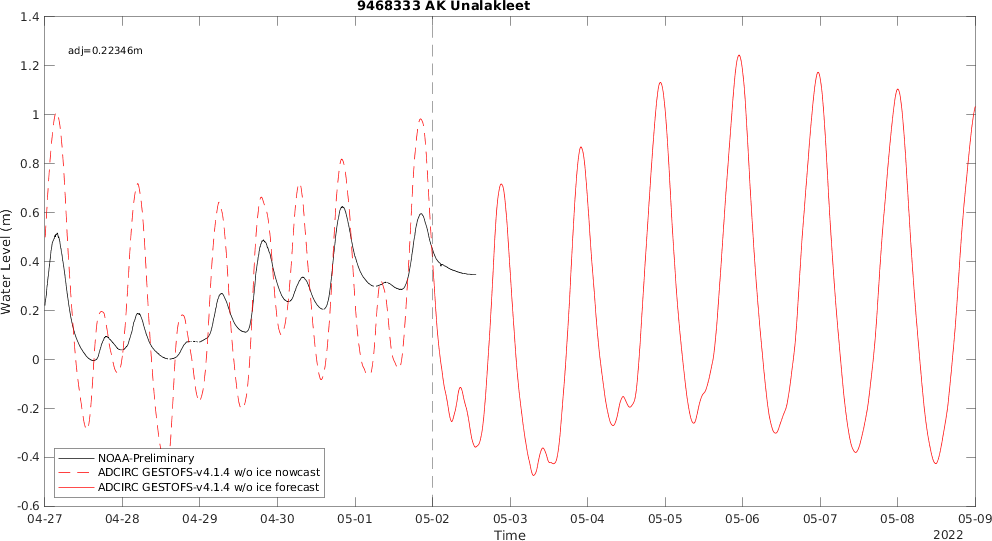 9468333 AK Unalakleet
adj=0.22346m
1.4
1.2
1
0.8
0.6
0.4
0.2
0
-0.2
-0.4
-0.6
Water Level (m)
NOAA-Preliminary
ADCIRC GESTOFS-v4.1.4 w/o ice nowcast
ADCIRC GESTOFS-v4.1.4 w/o ice forecast
04-27 04-28 04-29 04-30 05-01 05-02 05-03 05-04 05-05 05-06 05-07 05-08 05-09
Time
2022